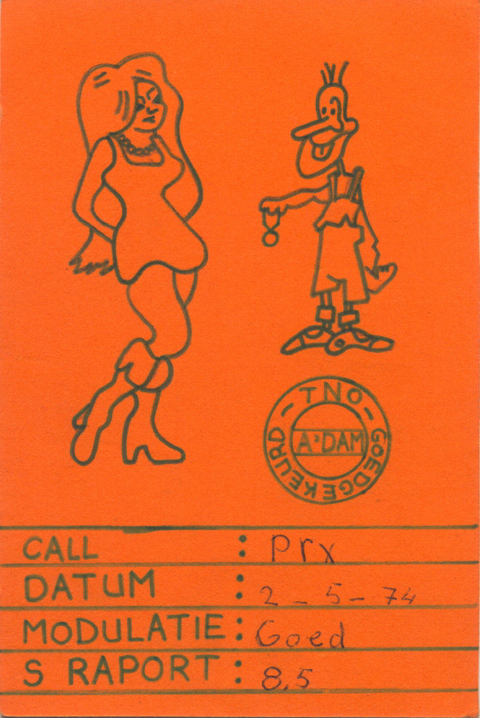 - TNO -
GOEDGEKEURD
A'DAM
CALL : Prx
DATUM : 2 - 5 - 74
MODULATIE : Goed
S RAPORT : 8,5